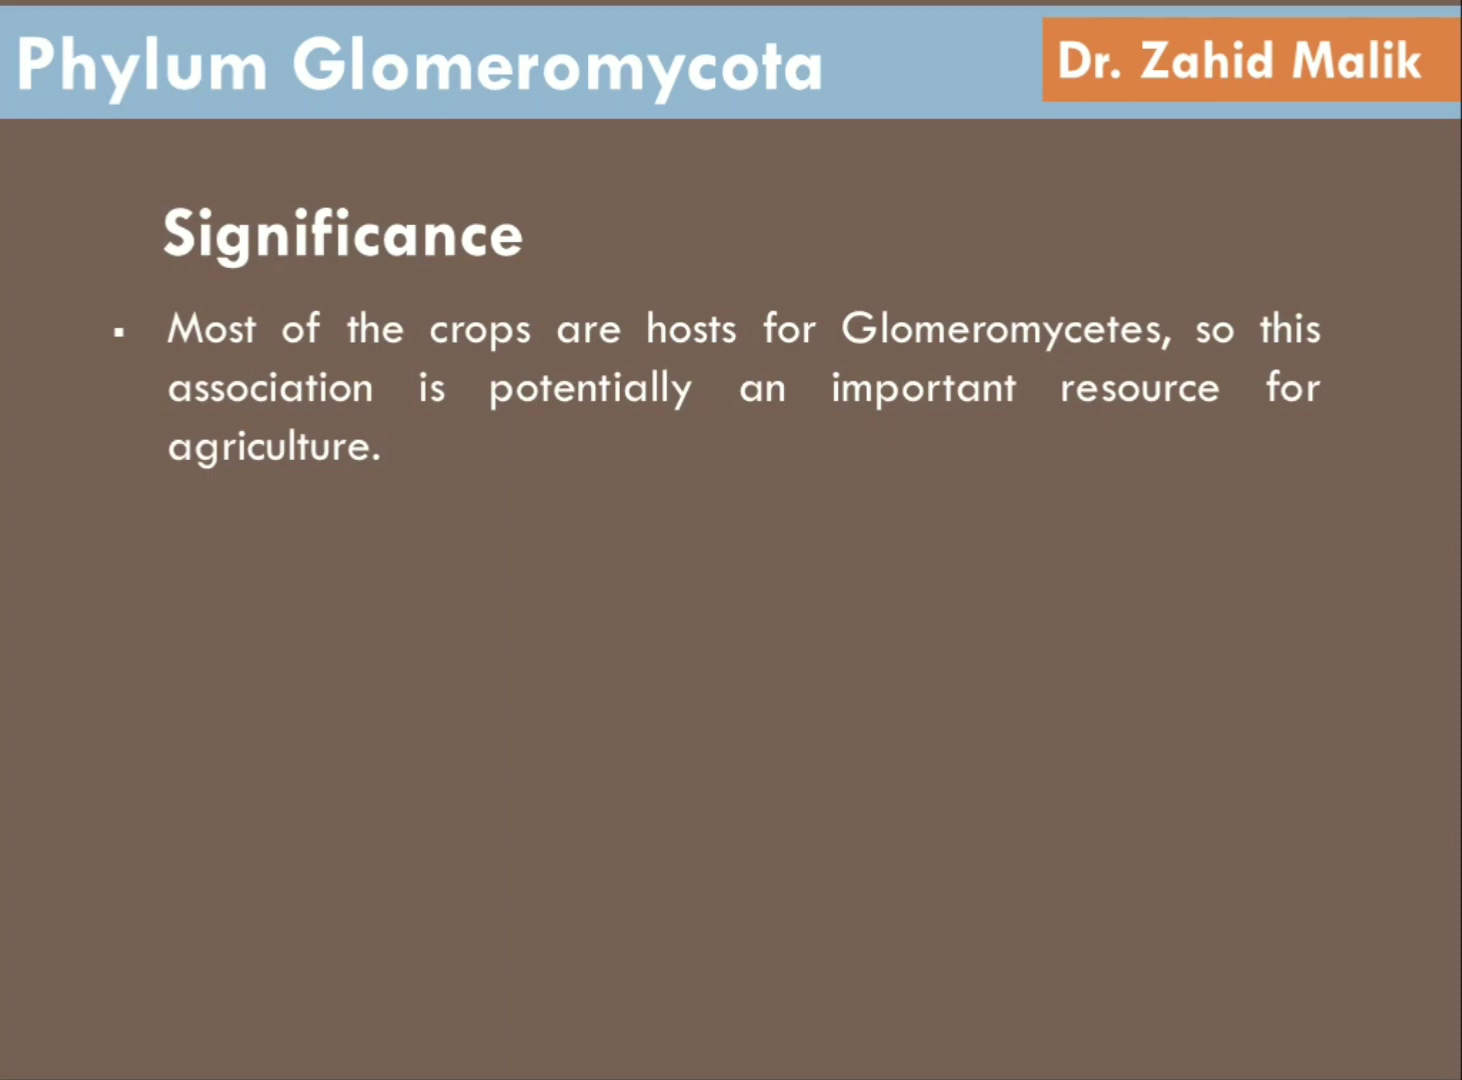 Phylum Glomeromycota
Dr. Zahid Malik
Significance
▪ Most of the crops are hosts for Glomeromycetes, so this
association is potentially an important resource for
agriculture.